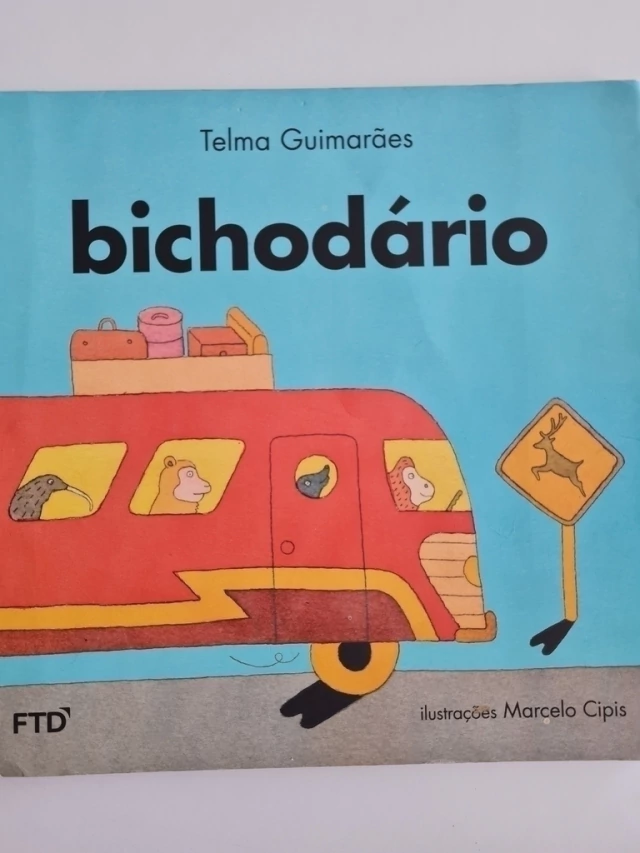 Telma Guimarães
bichodário
FTD
ilustrações Marcelo Cipis